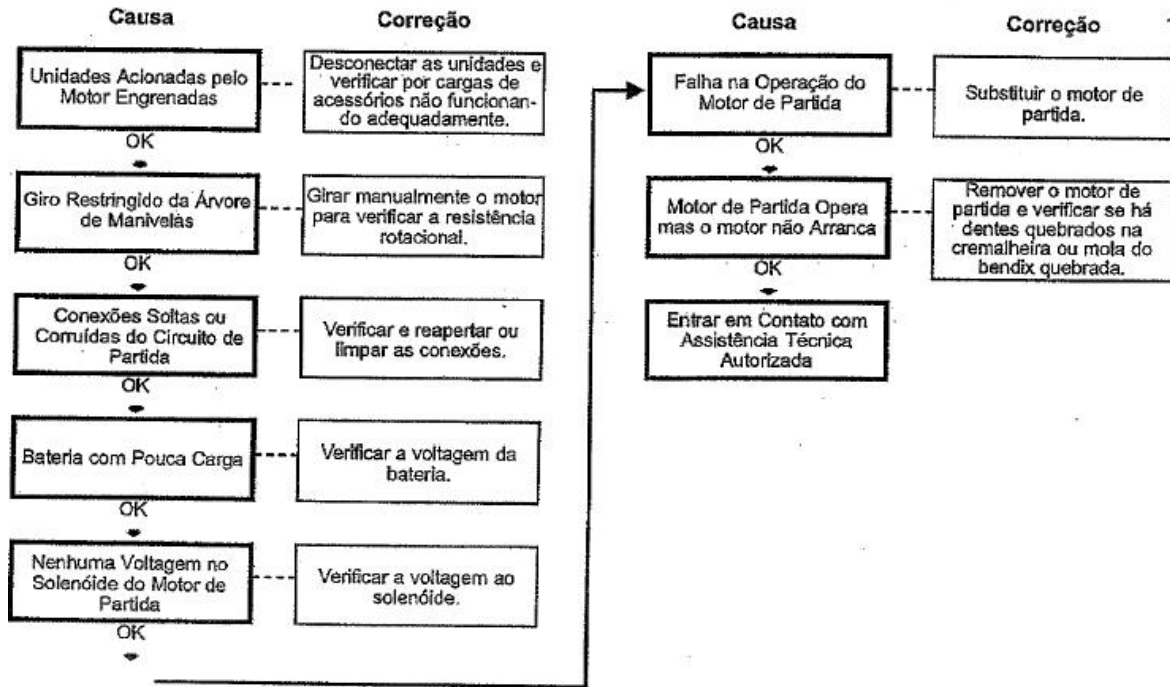 Causa
Correção
Unidades Acionadas pelo
Motor Engrenadas
Desconectar as unidades e
verificar por cargas de
acessórios não funcionan-
do adequadamente.
OK
Giro Restringido da Árvore
de Manivelas
Girar manualmente o motor
para verificar a resistência
rotacional.
OK
Conexões Soltas ou
Corruídas do Circuito de
Partida
Verificar e reapertar ou
limpar as conexões.
OK
Bateria com Pouca Carga
Verificar a voltagem da
bateria.
OK
Nenhuma Voltagem no
Solenóide do Motor de
Partida
Verificar a voltagem ao
solenóide.
OK
Causa
Correção
Falha na Operação do
Motor de Partida
Substituir o motor de
partida.
OK
Motor de Partida Opera
mas o motor não Arranca
Remover o motor de
partida e verificar se há
dentes quebrados na
cremalheira ou mola do
bendix quebrada.
OK
Entrar em Contato com
Assistência Técnica
Autorizada